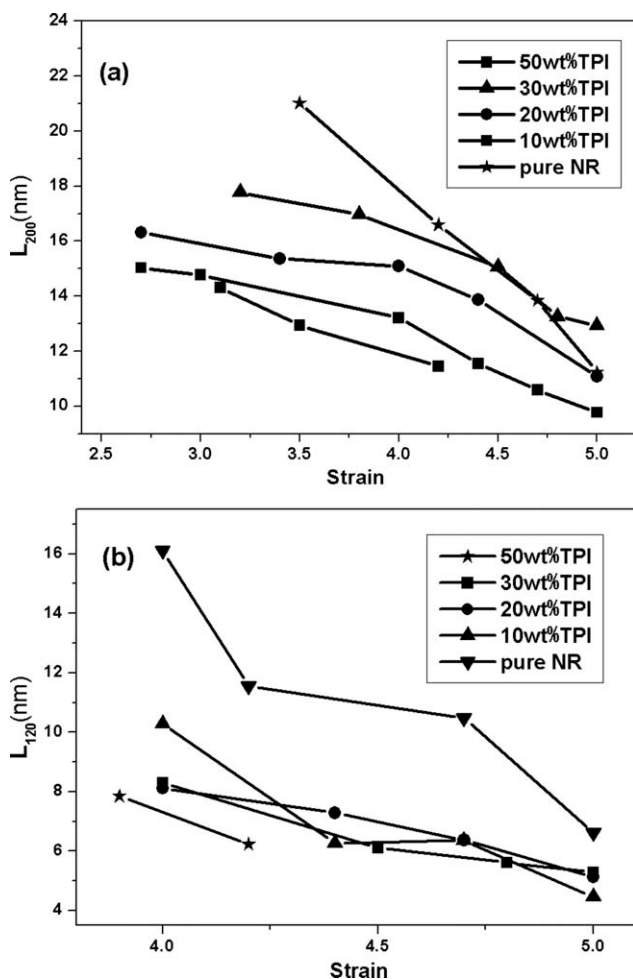 24
22
20
18
16
14
12
10
L200(nm)
(a)
50wt%TPI
30wt%TPI
20wt%TPI
10wt%TPI
pure NR
2.5 3.0 3.5 4.0 4.5 5.0
Strain
16
14
12
10
8
6
4
L120(nm)
(b)
50wt%TPI
30wt%TPI
20wt%TPI
10wt%TPI
pure NR
4.0 4.5 5.0
Strain